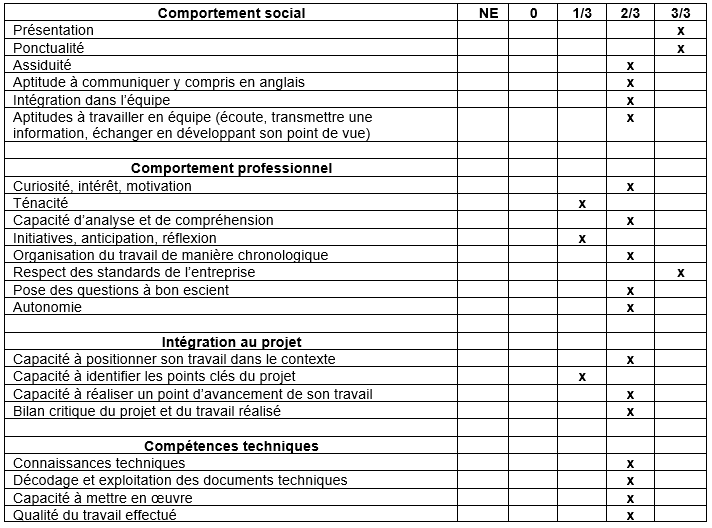 Comportement social NE 0 1/3 2/3 3/3
Présentation x
Ponctualité x
Assiduité x
Aptitude à communiquer y compris en anglais x
Intégration dans l’équipe x
Aptitudes à travailler en équipe (écoute, transmettre une x
information, échanger en développant son point de vue)
Comportement professionnel
Curiosité, intérêt, motivation x
Ténacité x
Capacité d’analyse et de compréhension x
Initiatives, anticipation, réflexion x
Organisation du travail de manière chronologique x
Respect des standards de l’entreprise x
Pose des questions à bon escient x
Autonomie x
Intégration au projet
Capacité à positionner son travail dans le contexte x
Capacité à identifier les points clés du projet x
Capacité à réaliser un point d’avancement de son travail x
Bilan critique du projet et du travail réalisé x
Compétences techniques
Connaissances techniques x
Décodage et exploitation des documents techniques x
Capacité à mettre en œuvre x
Qualité du travail effectué x